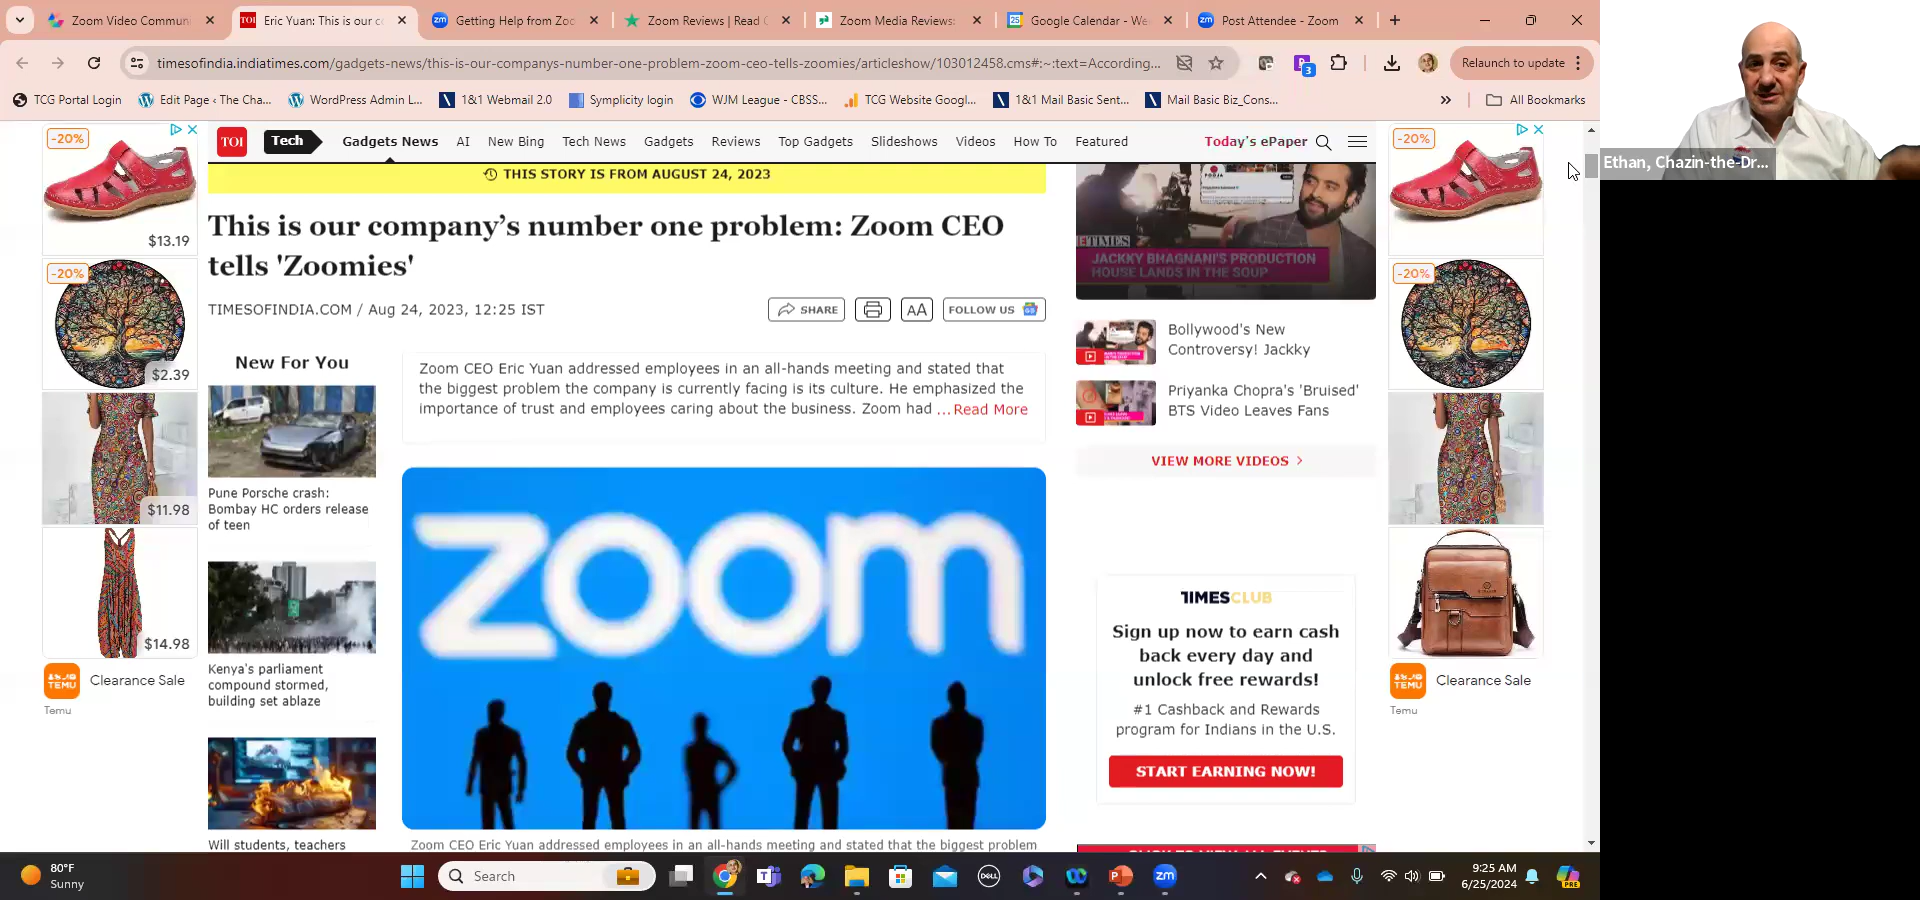 Zoom Video Commun
Eric Yuan: This is our co
Getting Help from Zoo
Zoom Reviews | Read C
Zoom Media Reviews:
Google Calendar - We
Post Attendee - Zoom
timesofindia.indiatimes.com/gadgets-news/this-is-our-companys-number-one-problem-zoom-ceo-tells-zoomies/articleshow/103012458.cms#:~:text=According...
3
Relaunch to update
TCG Portal Login
Edit Page ‹ The Cha...
WordPress Admin L...
1&1 Webmail 2.0
Symplicity login
WJM League - CBSS...
TCG Website Googl...
1&1 Mail Basic Sent...
Mail Basic Biz_Cons...
All Bookmarks
TOI
Tech
Gadgets News
AI
New Bing
Tech News
Gadgets
Reviews
Top Gadgets
Slideshows
Videos
How To
Featured
Today's ePaper
THIS STORY IS FROM AUGUST 24, 2023
This is our company’s number one problem: Zoom CEO
tells 'Zoomies'
TIMESOFINDIA.COM / Aug 24, 2023, 12:25 IST
SHARE
AA
FOLLOW US
-20%
$13.19
-20%
$2.39
$11.98
$14.98
TEMU
Clearance Sale
Temu
New For You
Pune Porsche crash:
Bombay HC orders release
of teen
Kenya's parliament
compound stormed,
building set ablaze
Will students, teachers
Zoom CEO Eric Yuan addressed employees in an all-hands meeting and stated that
the biggest problem the company is currently facing is its culture. He emphasized the
importance of trust and employees caring about the business. Zoom had ...Read More
zoom
Zoom CEO Eric Yuan addressed employees in an all-hands meeting and stated that the biggest problem
POOJA
ETIMES
JACKKY BHAGNANI'S PRODUCTION
HOUSE LANDS IN THE SOUP
Bollywood's New
Controversy! Jackky
Priyanka Chopra's 'Bruised'
BTS Video Leaves Fans
VIEW MORE VIDEOS
TIMESCLUB
Sign up now to earn cash
back every day and
unlock free rewards!
#1 Cashback and Rewards
program for Indians in the U.S.
START EARNING NOW!
-20%
-20%
TEMU
Clearance Sale
Temu
Ethan, Chazin-the-Dr...
80°F
Sunny
Search
DELL
zm
9:25 AM
6/25/2024
PRE